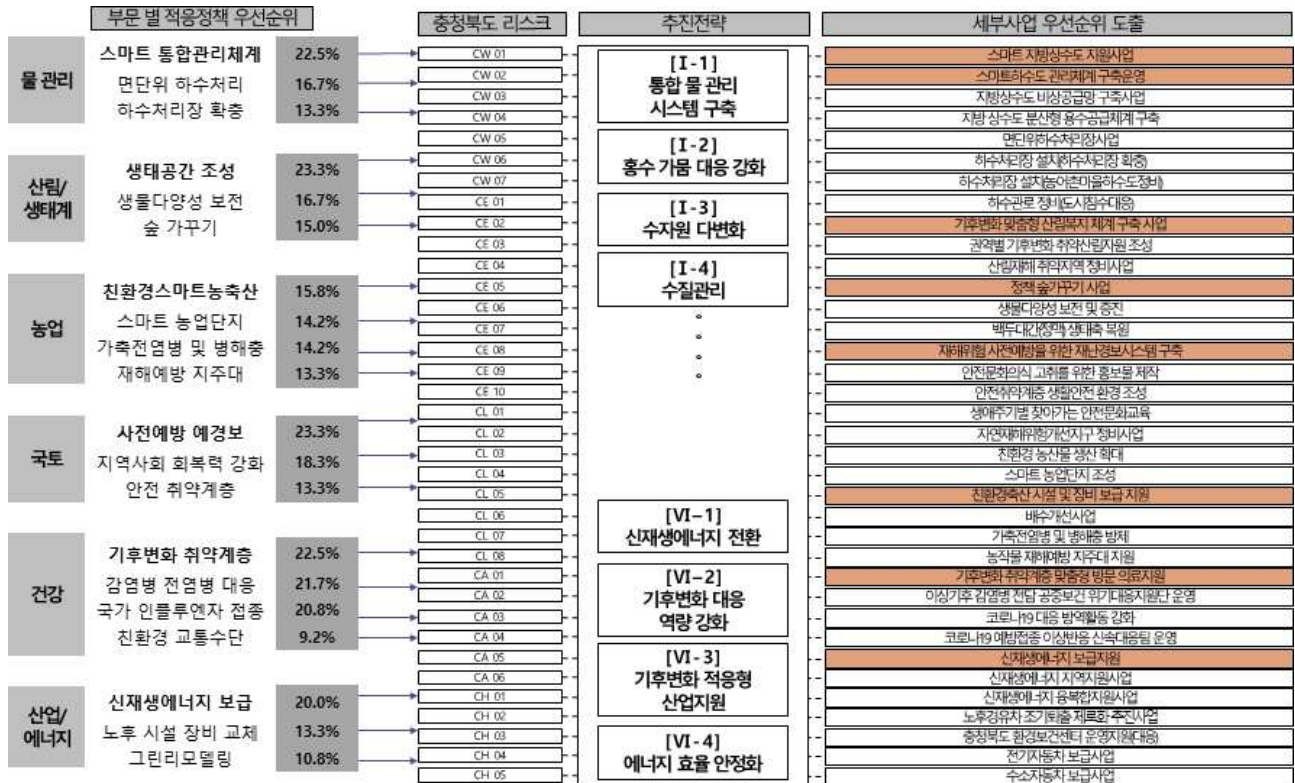 부문 별 적응정책 우선순위
충청북도 리스크
추진전략
세부사업 우선순위 도출
물 관리
스마트 통합관리체계 22.5%
면단위 하수처리 16.7%
하수처리장 확충 13.3%
산림/
생태계
생태공간 조성 23.3%
생물다양성 보전 16.7%
숲 가꾸기 15.0%
농업
친환경스마트농축산 15.8%
스마트 농업단지 14.2%
가축전염병 및 병해충 14.2%
재해예방 지주대 13.3%
국토
사전예방 예경보 23.3%
지역사회 회복력 강화 18.3%
안전 취약계층 13.3%
건강
기후변화 취약계층 22.5%
감염병 전염병 대응 21.7%
국가 인플루엔자 접종 20.8%
친환경 교통수단 9.2%
산업/
에너지
신재생에너지 보급 20.0%
노후 시설 장비 교체 13.3%
그린리모델링 10.8%
CW 01
CW 02
CW 03
CW 04
CW 05
CW 06
CW 07
CE 01
CE 02
CE 03
CE 04
CE 05
CE 06
CE 07
CE 08
CE 09
CE 10
CL 01
CL 02
CL 03
CL 04
CL 05
CL 06
CL 07
CL 08
CA 01
CA 02
CA 03
CA 04
CA 05
CA 06
CH 01
CH 02
CH 03
CH 04
CH 05
[I-1]
통합 물 관리
시스템 구축
[I-2]
홍수 가뭄 대응 강화
[I-3]
수자원 다변화
[I-4]
수질관리
[VI-1]
신재생에너지 전환
[VI-2]
기후변화 대응
역량 강화
[VI-3]
기후변화 적응형
산업지원
[VI-4]
에너지 효율 안정화
스마트 지방상수도 지원사업
스마트하수도 관리체계 구축운영
지방상수도 비상공급망 구축사업
지방 상수도 분산형 용수공급체계 구축
면단위하수처리장사업
하수처리장 설치(하수처리장 확충)
하수처리장 설치(농어촌마을하수도정비)
하수관로 정비(도시침수대응)
기후변화 맞춤형 산림복지 체계 구축 사업
권역별 기후변화 취약산림지원 조성
산림재해 취약지역 정비사업
정책 숲가꾸기 사업
생물다양성 보전 및 증진
백두대간(정맥) 생태축 복원
재해위험 사전예방을 위한 재난경보시스템 구축
안전문화의식 고취를 위한 홍보물 제작
안전취약계층 생활안전 환경 조성
생애주기별 찾아가는 안전문화교육
자연재해위험개선지구 정비사업
친환경 농산물 생산 확대
스마트 농업단지 조성
친환경축산 시설 및 장비 보급 지원
배수개선사업
가축전염병 및 병해충 방제
농작물 재해예방 지주대 지원
기후변화 취약계층 맞춤형 방문 의료지원
이상기후 감염병 전담 공중보건 위기대응지원단 운영
코로나19 대응 방역활동 강화
코로나19 예방접종 이상반응 신속대응팀 운영
신재생에너지 보급지원
신재생에너지 지역지원사업
신재생에너지 융복합지원사업
노후경유차 조기퇴출 제로화 추진사업
충청북도 환경보건센터 운영지원(대응)
전기자동차 보급사업
수소자동차 보급사업